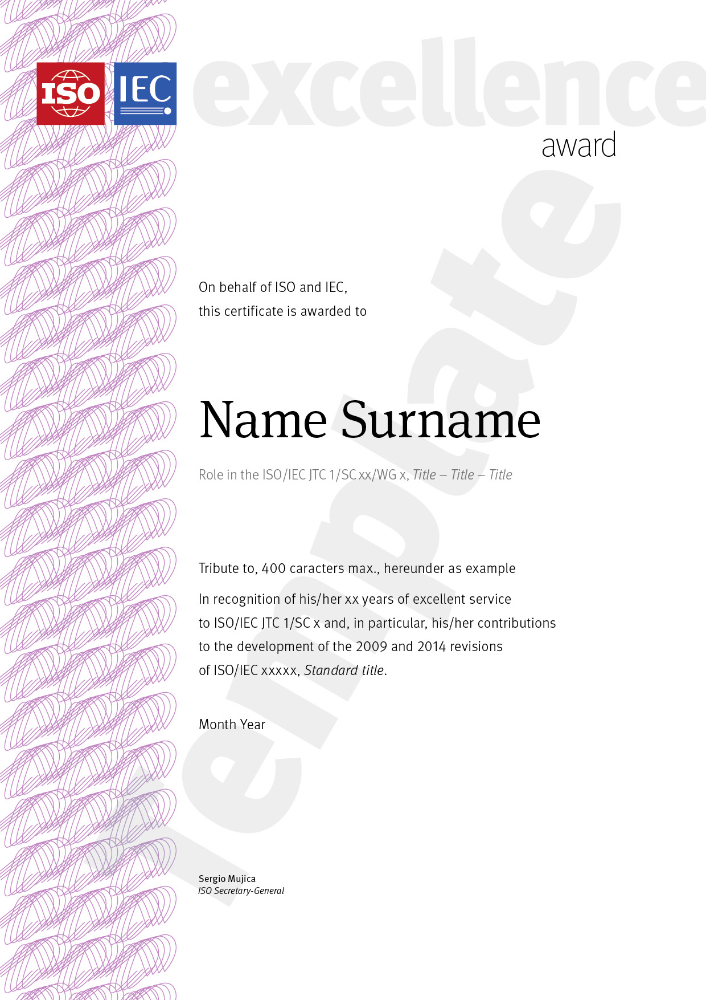 ISO IEC
excellence
award
On behalf of ISO and IEC,
this certificate is awarded to
Name Surname
Role in the ISO/IEC JTC 1/SC xx/WG x, Title – Title – Title
Tribute to, 400 caracters max., hereunder as example
In recognition of his/her xx years of excellent service
to ISO/IEC JTC 1/SC x and, in particular, his/her contributions
to the development of the 2009 and 2014 revisions
of ISO/IEC xxxxx, Standard title.
Month Year
Sergio Mujica
ISO Secretary-General
Template